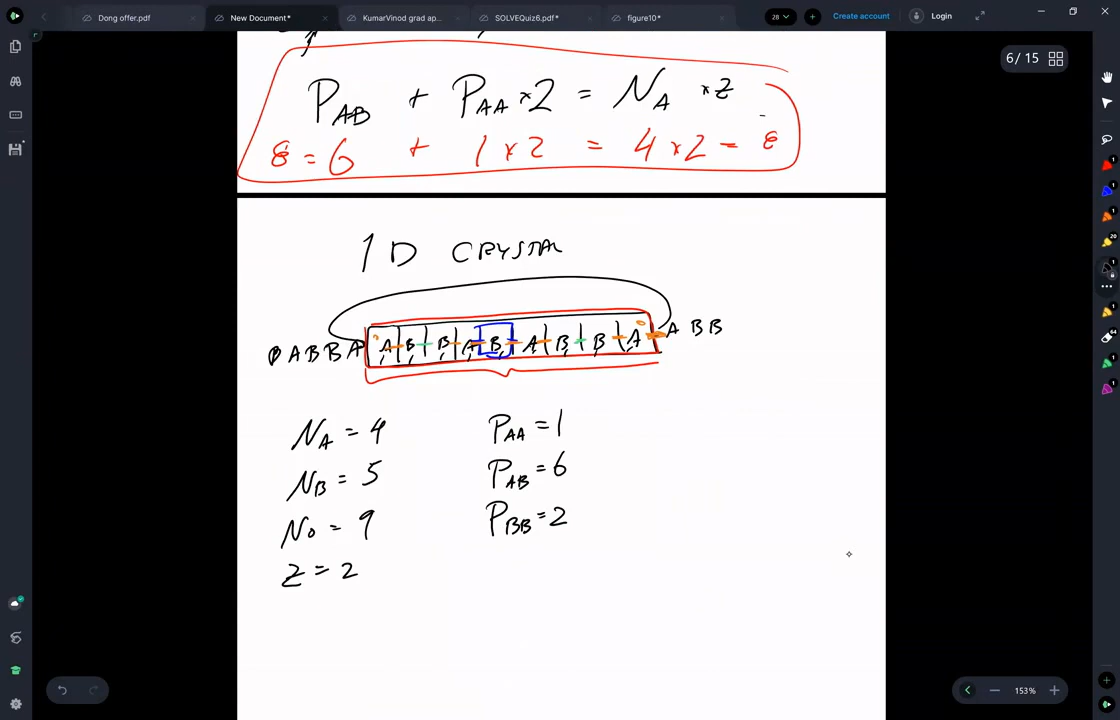 Dong offer.pdf New Document* KumarVinod grad ap... SOLVEQuiz6.pdf* figure10* 28 Create account Login
6 / 15
P_AB + P_AA × 2 = N_A × Z
8 = 6 + 1 × 2 = 4 × 2 = 8
1 D CRYSTAL
A B B A A B B A B A B B A A B B
N_A = 4 P_AA = 1
N_B = 5 P_AB = 6
N_0 = 9 P_BB = 2
Z = 2
153%